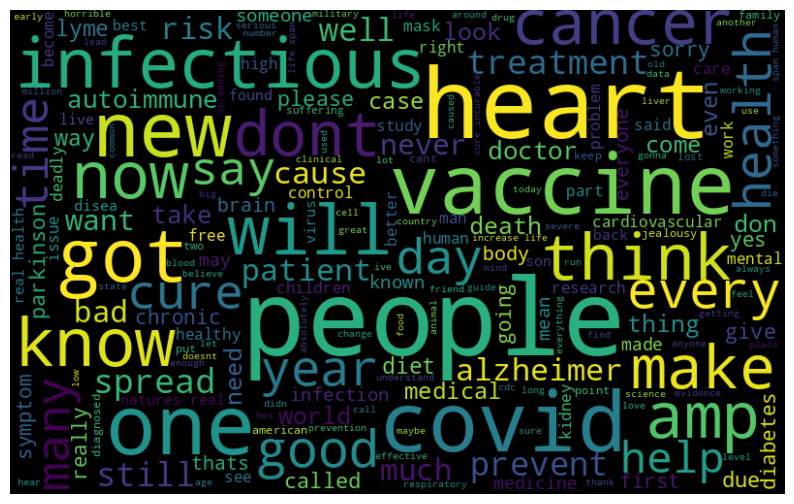 early
horrible
military
life
around
drug
another
family
cancer
become
lyme
best
risk
someone
serious
number
mask
well
look
sorry
infectious
high
right
life span
old
span human
million
lead
spreading
found
suffering
please
treatment
care
data
working
health
autoimmune
case
heart
problem
cure incurable
liver
even
time
new
dont
live
common
used
study
caused
never
everyone
said
use
something
way
read
clinical
lot
cant
doctor
keep
gonna
lost
come
work
die
deadly
now
say
cause
big
cell
great
control
vaccine
today
part
disea
want
take
brain
virus
better
country
man
death
cardiovascular
don
real health
issue
parkinson
got
free
two
will
human
increase life
severe
back
jealousy
yes
may
day
body
son
think
mental
blood
believe
state
patient
known
ive
mind
run
research
always
children
friend
guide
everything
feel
cure
going
mean
every
bad
chronic
people
thing
getting
know
healthy
put
let
absolutely
change
food
animal
find
made
anyone
give
place
low
doesnt
need
year
diet
understand
alzheimer
make
enough
spread
infection
medical
cdc
long
point
science
evidence
symptom
many
really
diagnosed
natures real
world
didn
kidney
love
level
diabetes
one
american
prevention
call
maybe
sure
covid
amp
thats
good
effective
help
hear
still
hes
age
called
see
much
respiratory
medicine
prevent
thank
first
due